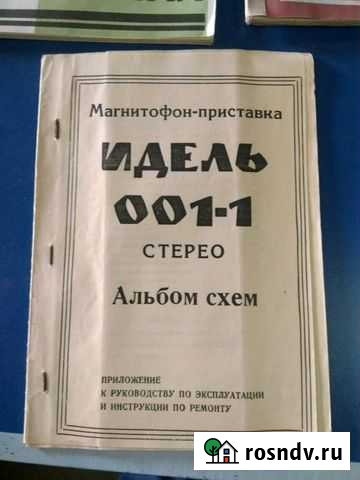 Магнитофон-приставка
ИДЕЛЬ
001-1
СТЕРЕО
Альбом схем
ПРИЛОЖЕНИЕ
К РУКОВОДСТВУ ПО ЭКСПЛУАТАЦИИ
И ИНСТРУКЦИИ ПО РЕМОНТУ
rosndv.ru